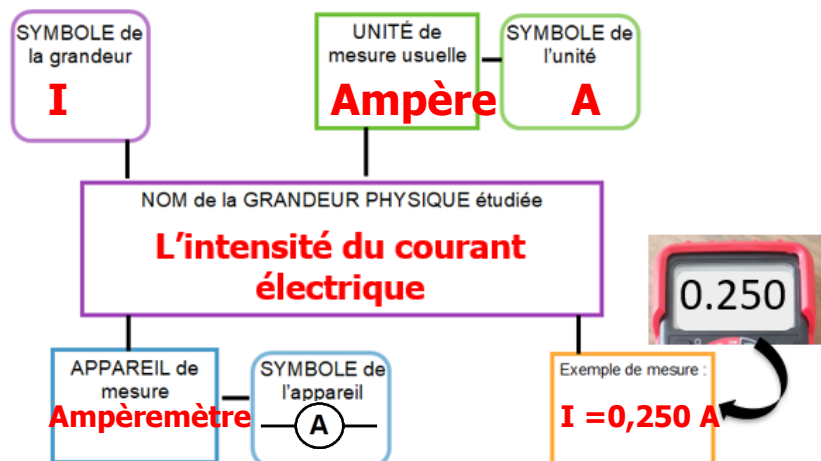 SYMBOLE de
la grandeur
I
UNITÉ de
mesure usuelle
Ampère
SYMBOLE de
l'unité
A
NOM de la GRANDEUR PHYSIQUE étudiée
L'intensité du courant
électrique
0.250
APPAREIL de
mesure
Ampèremètre
SYMBOLE de
l'appareil
A
Exemple de mesure :
I =0,250 A